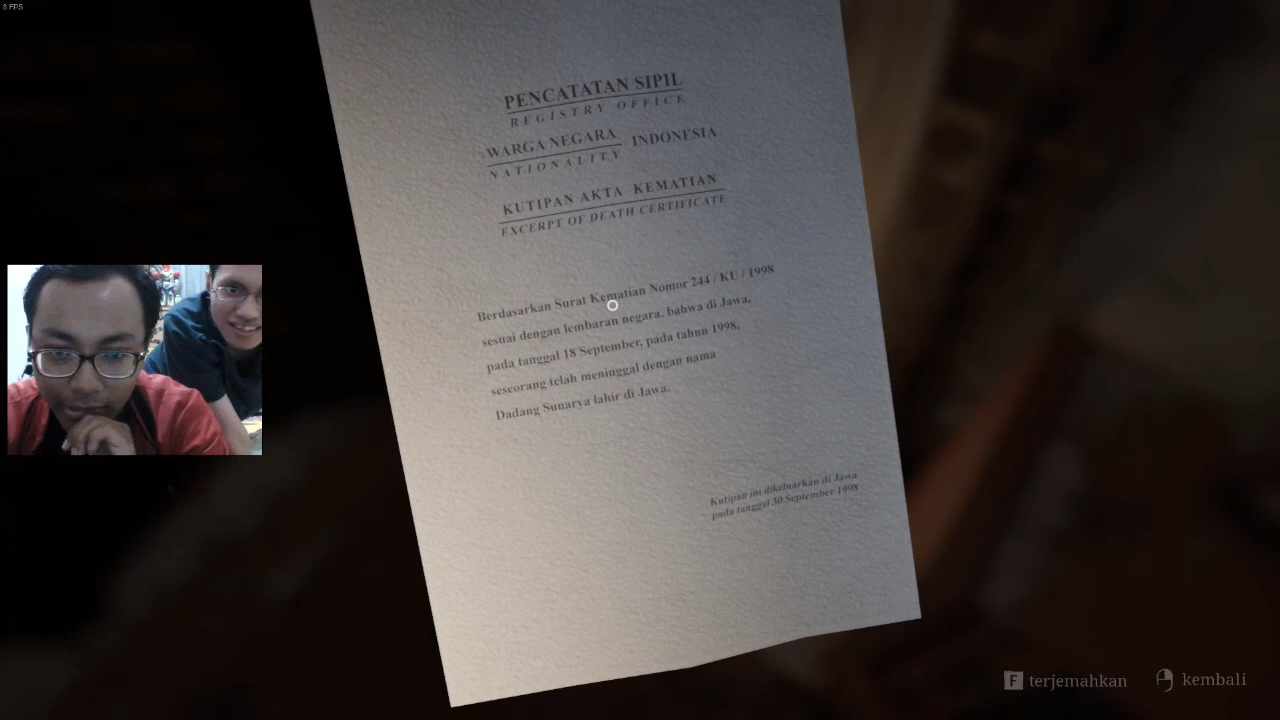 8 FPS
PENCATATAN SIPIL
REGISTRY OFFICE
WARGA NEGARA INDONESIA
NATIONALITY
KUTIPAN AKTA KEMATIAN
EXCERPT OF DEATH CERTIFICATE
Berdasarkan Surat Kematian Nomor 244 / KU / 1998
sesuai dengan lembaran negara, bahwa di Jawa,
pada tanggal 18 September, pada tahun 1998,
seseorang telah meninggal dengan nama
Dadang Sunarya lahir di Jawa.
Kutipan ini dikeluarkan di Jawa
pada tanggal 30 September 1998
F terjemahkan kembali